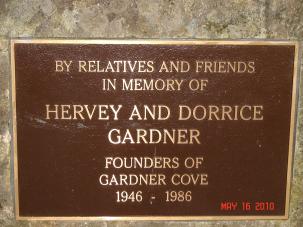 BY RELATIVES AND FRIENDS
IN MEMORY OF
HERVEY AND DORRICE
GARDNER
FOUNDERS OF
GARDNER COVE
1946 - 1986
MAY 16 2010